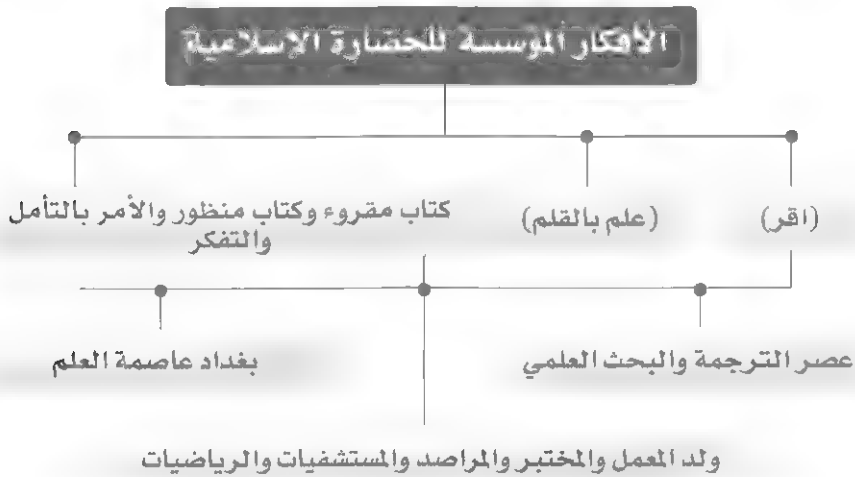 الأفكار المؤسسة للحضارة الإسلامية
(اقر)
(علم بالقلم)
كتاب مقروء وكتاب منظور والأمر بالتأمل
والتفكر
عصر الترجمة والبحث العلمي
بغداد عاصمة العلم
ولد المعمل والمختبر والمراصد والمستشفيات والرياضيات